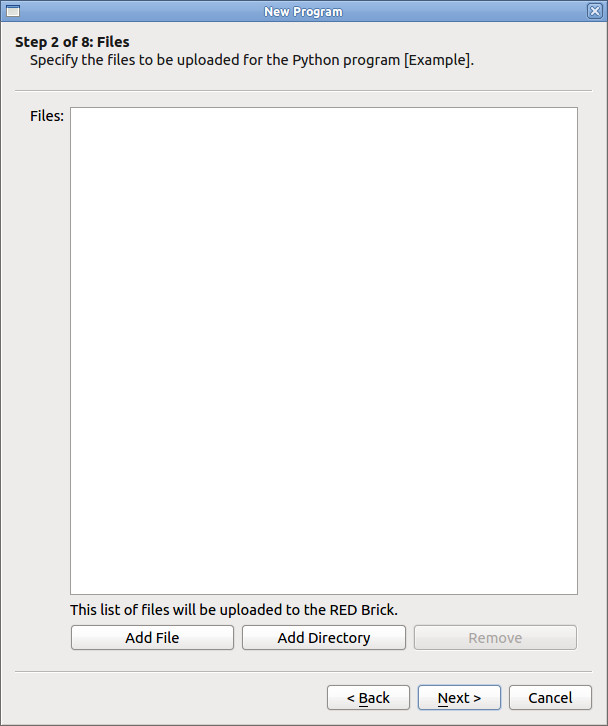 New Program
Step 2 of 8: Files
Specify the files to be uploaded for the Python program [Example].
Files:
This list of files will be uploaded to the RED Brick.
Add File
Add Directory
Remove
< Back
Next >
Cancel